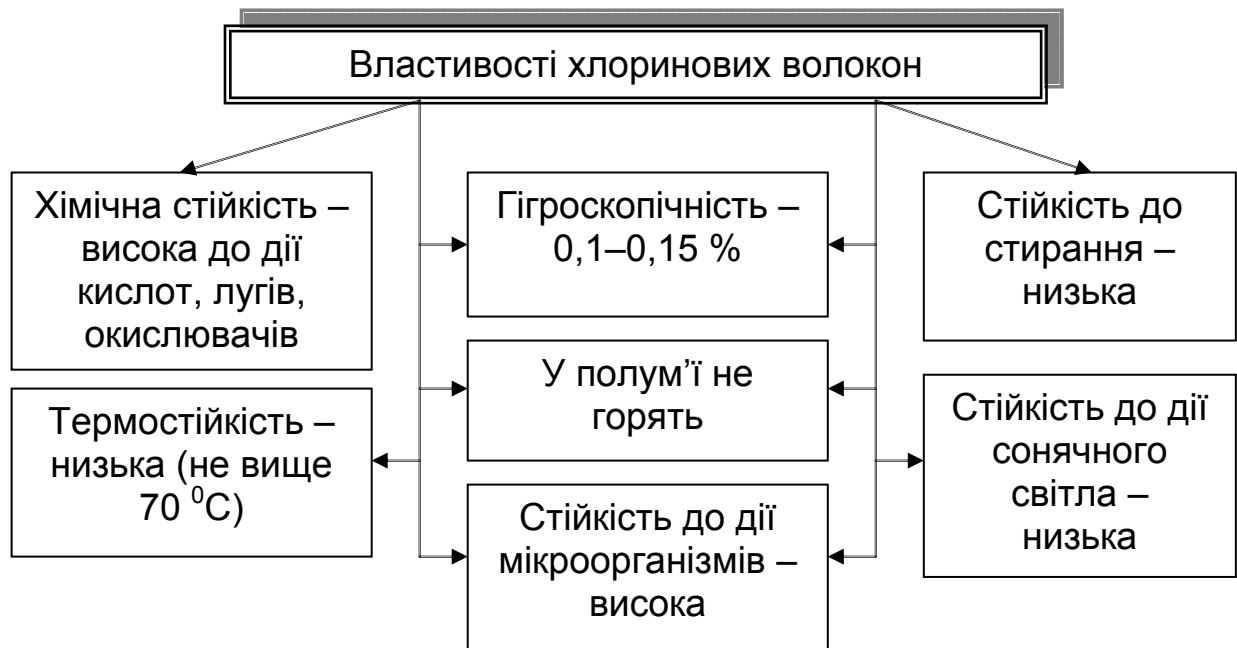 Властивості хлоринових волокон
Хімічна стійкість –
висока до дії
кислот, лугів,
окислювачів
Гігроскопічність –
0,1–0,15 %
Стійкість до
стирання –
низька
Термостійкість –
низька (не вище
70 ⁰С)
У полум’ї не
горять
Стійкість до дії
сонячного
світла –
низька
Стійкість до дії
мікроорганізмів –
висока